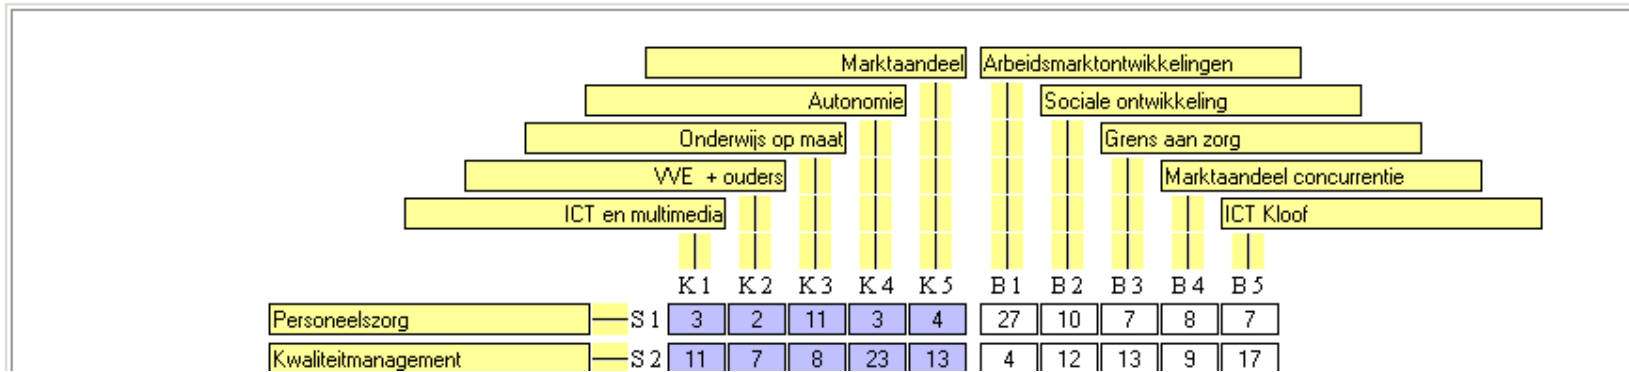 Marktaandeel Arbeidsmarktontwikkelingen
Autonomie Sociale ontwikkeling
Onderwijs op maat Grens aan zorg
VVE + ouders Marktaandeel concurrentie
ICT en multimedia ICT Kloof
K 1 K 2 K 3 K 4 K 5 B 1 B 2 B 3 B 4 B 5
Personeelszorg S 1 3 2 11 3 4 27 10 7 8 7
Kwaliteitmanagement S 2 11 7 8 23 13 4 12 13 9 17